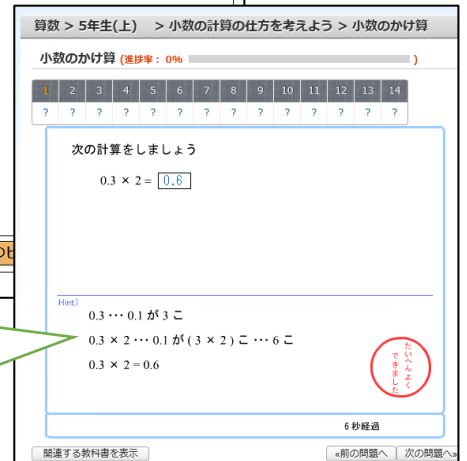 算数 > 5年生(上) > 小数の計算の仕方を考えよう > 小数のかけ算
小数のかけ算 (進捗率： 0% )
1 2 3 4 5 6 7 8 9 10 11 12 13 14
? ? ? ? ? ? ? ? ? ? ? ? ? ?
次の計算をしましょう
0.3 × 2 = 0.6
Hint)
0.3 ･･･ 0.1 が 3 こ
0.3 × 2 ･･･ 0.1 が ( 3 × 2 ) こ ･･･ 6 こ
0.3 × 2 = 0.6
たいへんよく
できました
6 秒経過
関連する教科書を表示
«前の問題へ
次の問題へ»